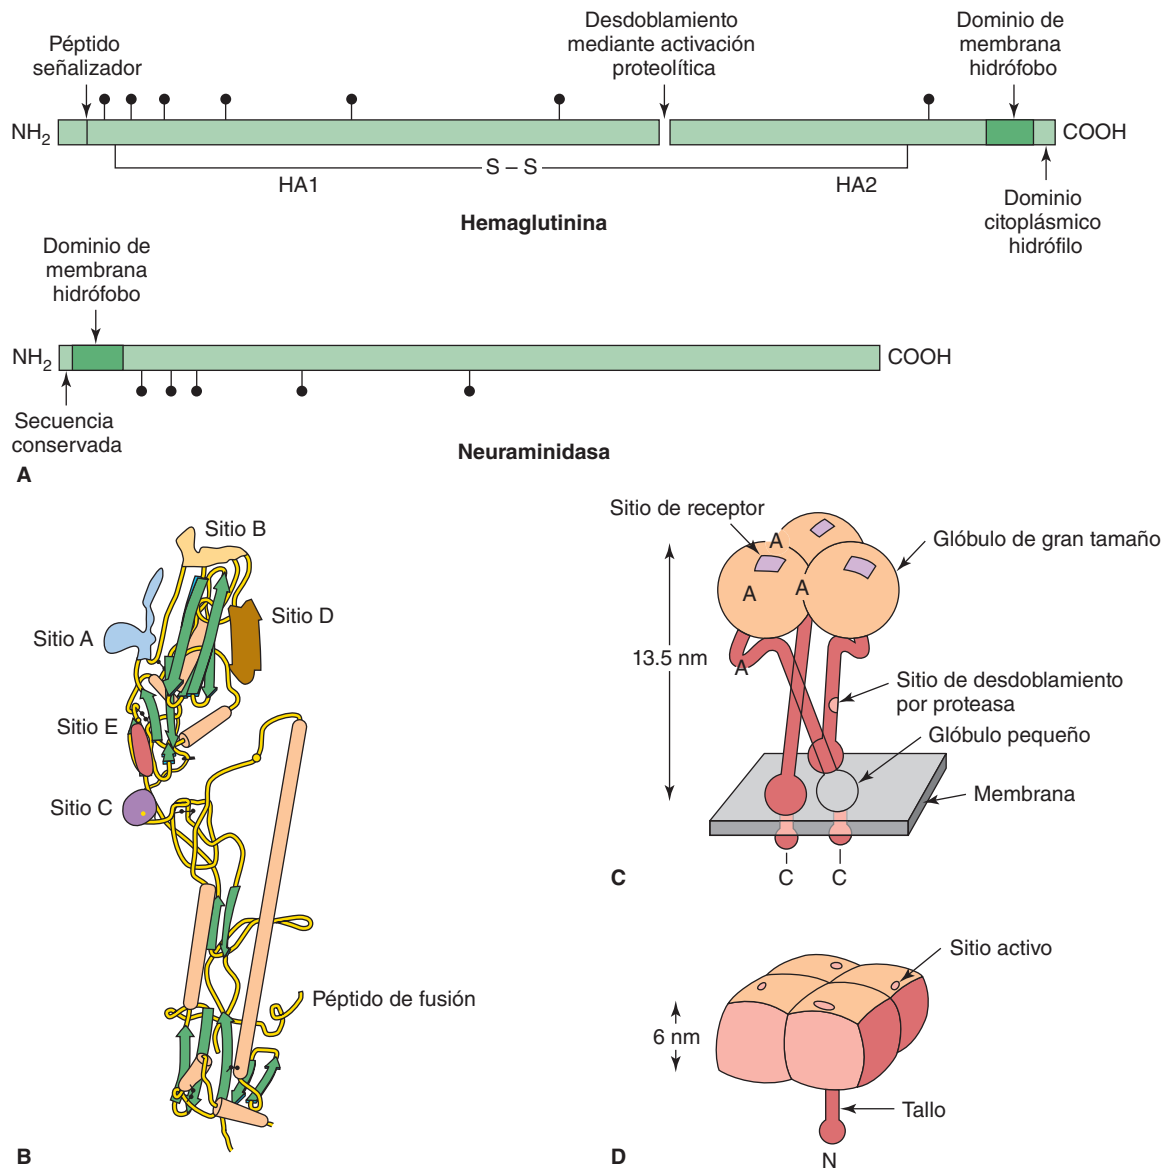 Péptido
señalizador
Desdoblamiento
mediante activación
proteolítica
Dominio de
membrana
hidrófobo
NH2
COOH
S – S
HA1
HA2
Dominio
citoplásmico
hidrófilo
Hemaglutinina
Dominio de
membrana
hidrófobo
NH2
COOH
Secuencia
conservada
Neuraminidasa
A
Sitio B
Sitio A
Sitio D
Sitio E
Sitio C
Péptido de fusión
B
Sitio de receptor
A
Glóbulo de gran tamaño
A
A
13.5 nm
A
Sitio de desdoblamiento
por proteasa
Glóbulo pequeño
Membrana
C
C
C
Sitio activo
6 nm
Tallo
N
D